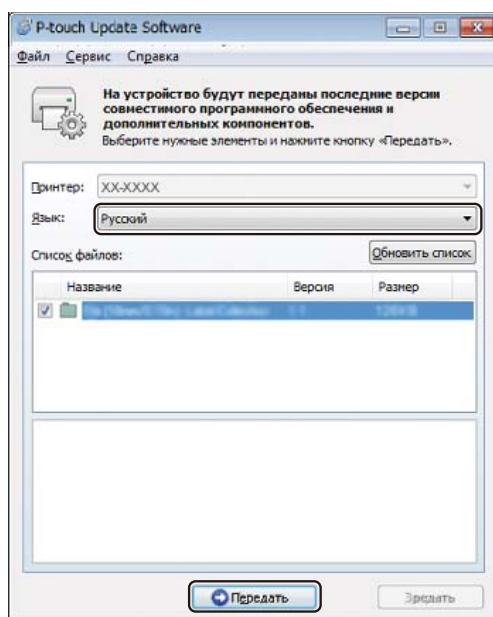 P-touch Update Software
Файл Сервис Справка
На устройство будут переданы последние версии
совместимого программного обеспечения и
дополнительных компонентов.
Выберите нужные элементы и нажмите кнопку «Передать».
Принтер: XX-XXXX
Язык: Русский
Список файлов: Обновить список
Название Версия Размер
Передать